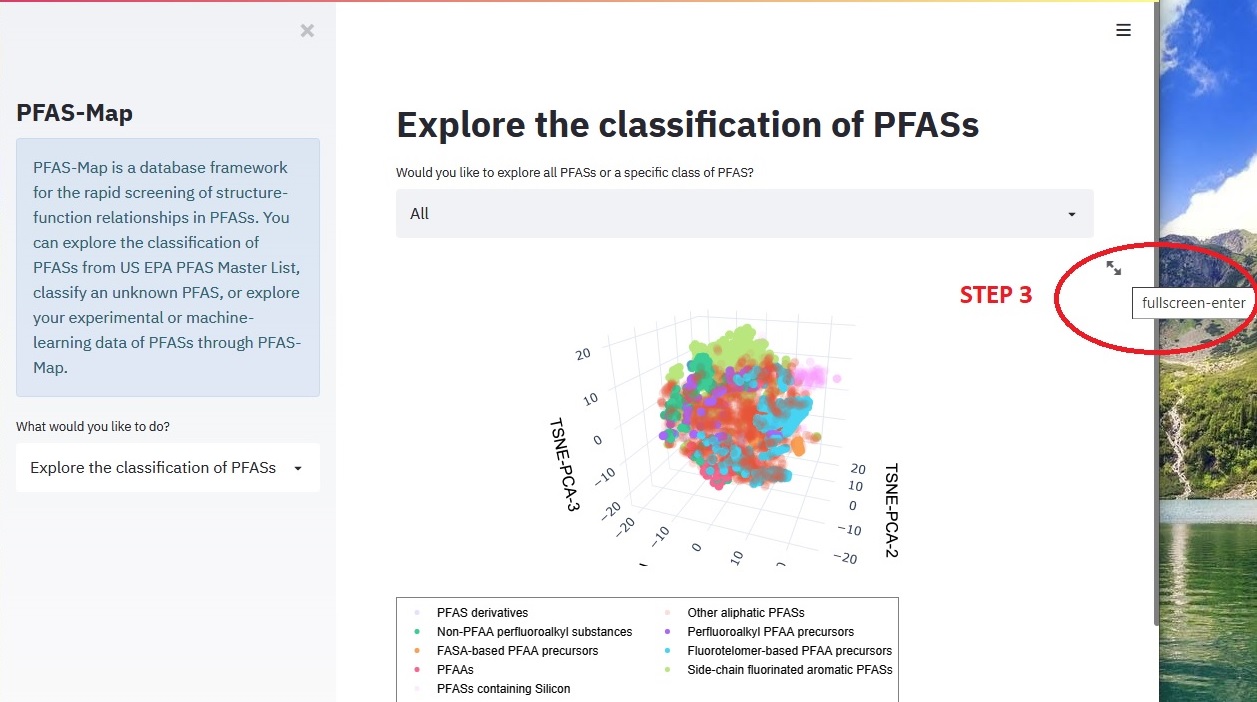 PFAS-Map
PFAS-Map is a database framework
for the rapid screening of structure-
function relationships in PFASs. You
can explore the classification of
PFASs from US EPA PFAS Master List,
classify an unknown PFAS, or explore
your experimental or machine-
learning data of PFASs through PFAS-
Map.
What would you like to do?
Explore the classification of PFASs
Explore the classification of PFASs
Would you like to explore all PFASs or a specific class of PFAS?
All
STEP 3
fullscreen-enter
TSNE-PCA-3
20
10
0
−10
−20
−20
−10
0
10
TSNE-PCA-2
20
10
0
−10
−20
PFAS derivatives
Non-PFAA perfluoroalkyl substances
FASA-based PFAA precursors
PFAAs
PFASs containing Silicon
Other aliphatic PFASs
Perfluoroalkyl PFAA precursors
Fluorotelomer-based PFAA precursors
Side-chain fluorinated aromatic PFASs